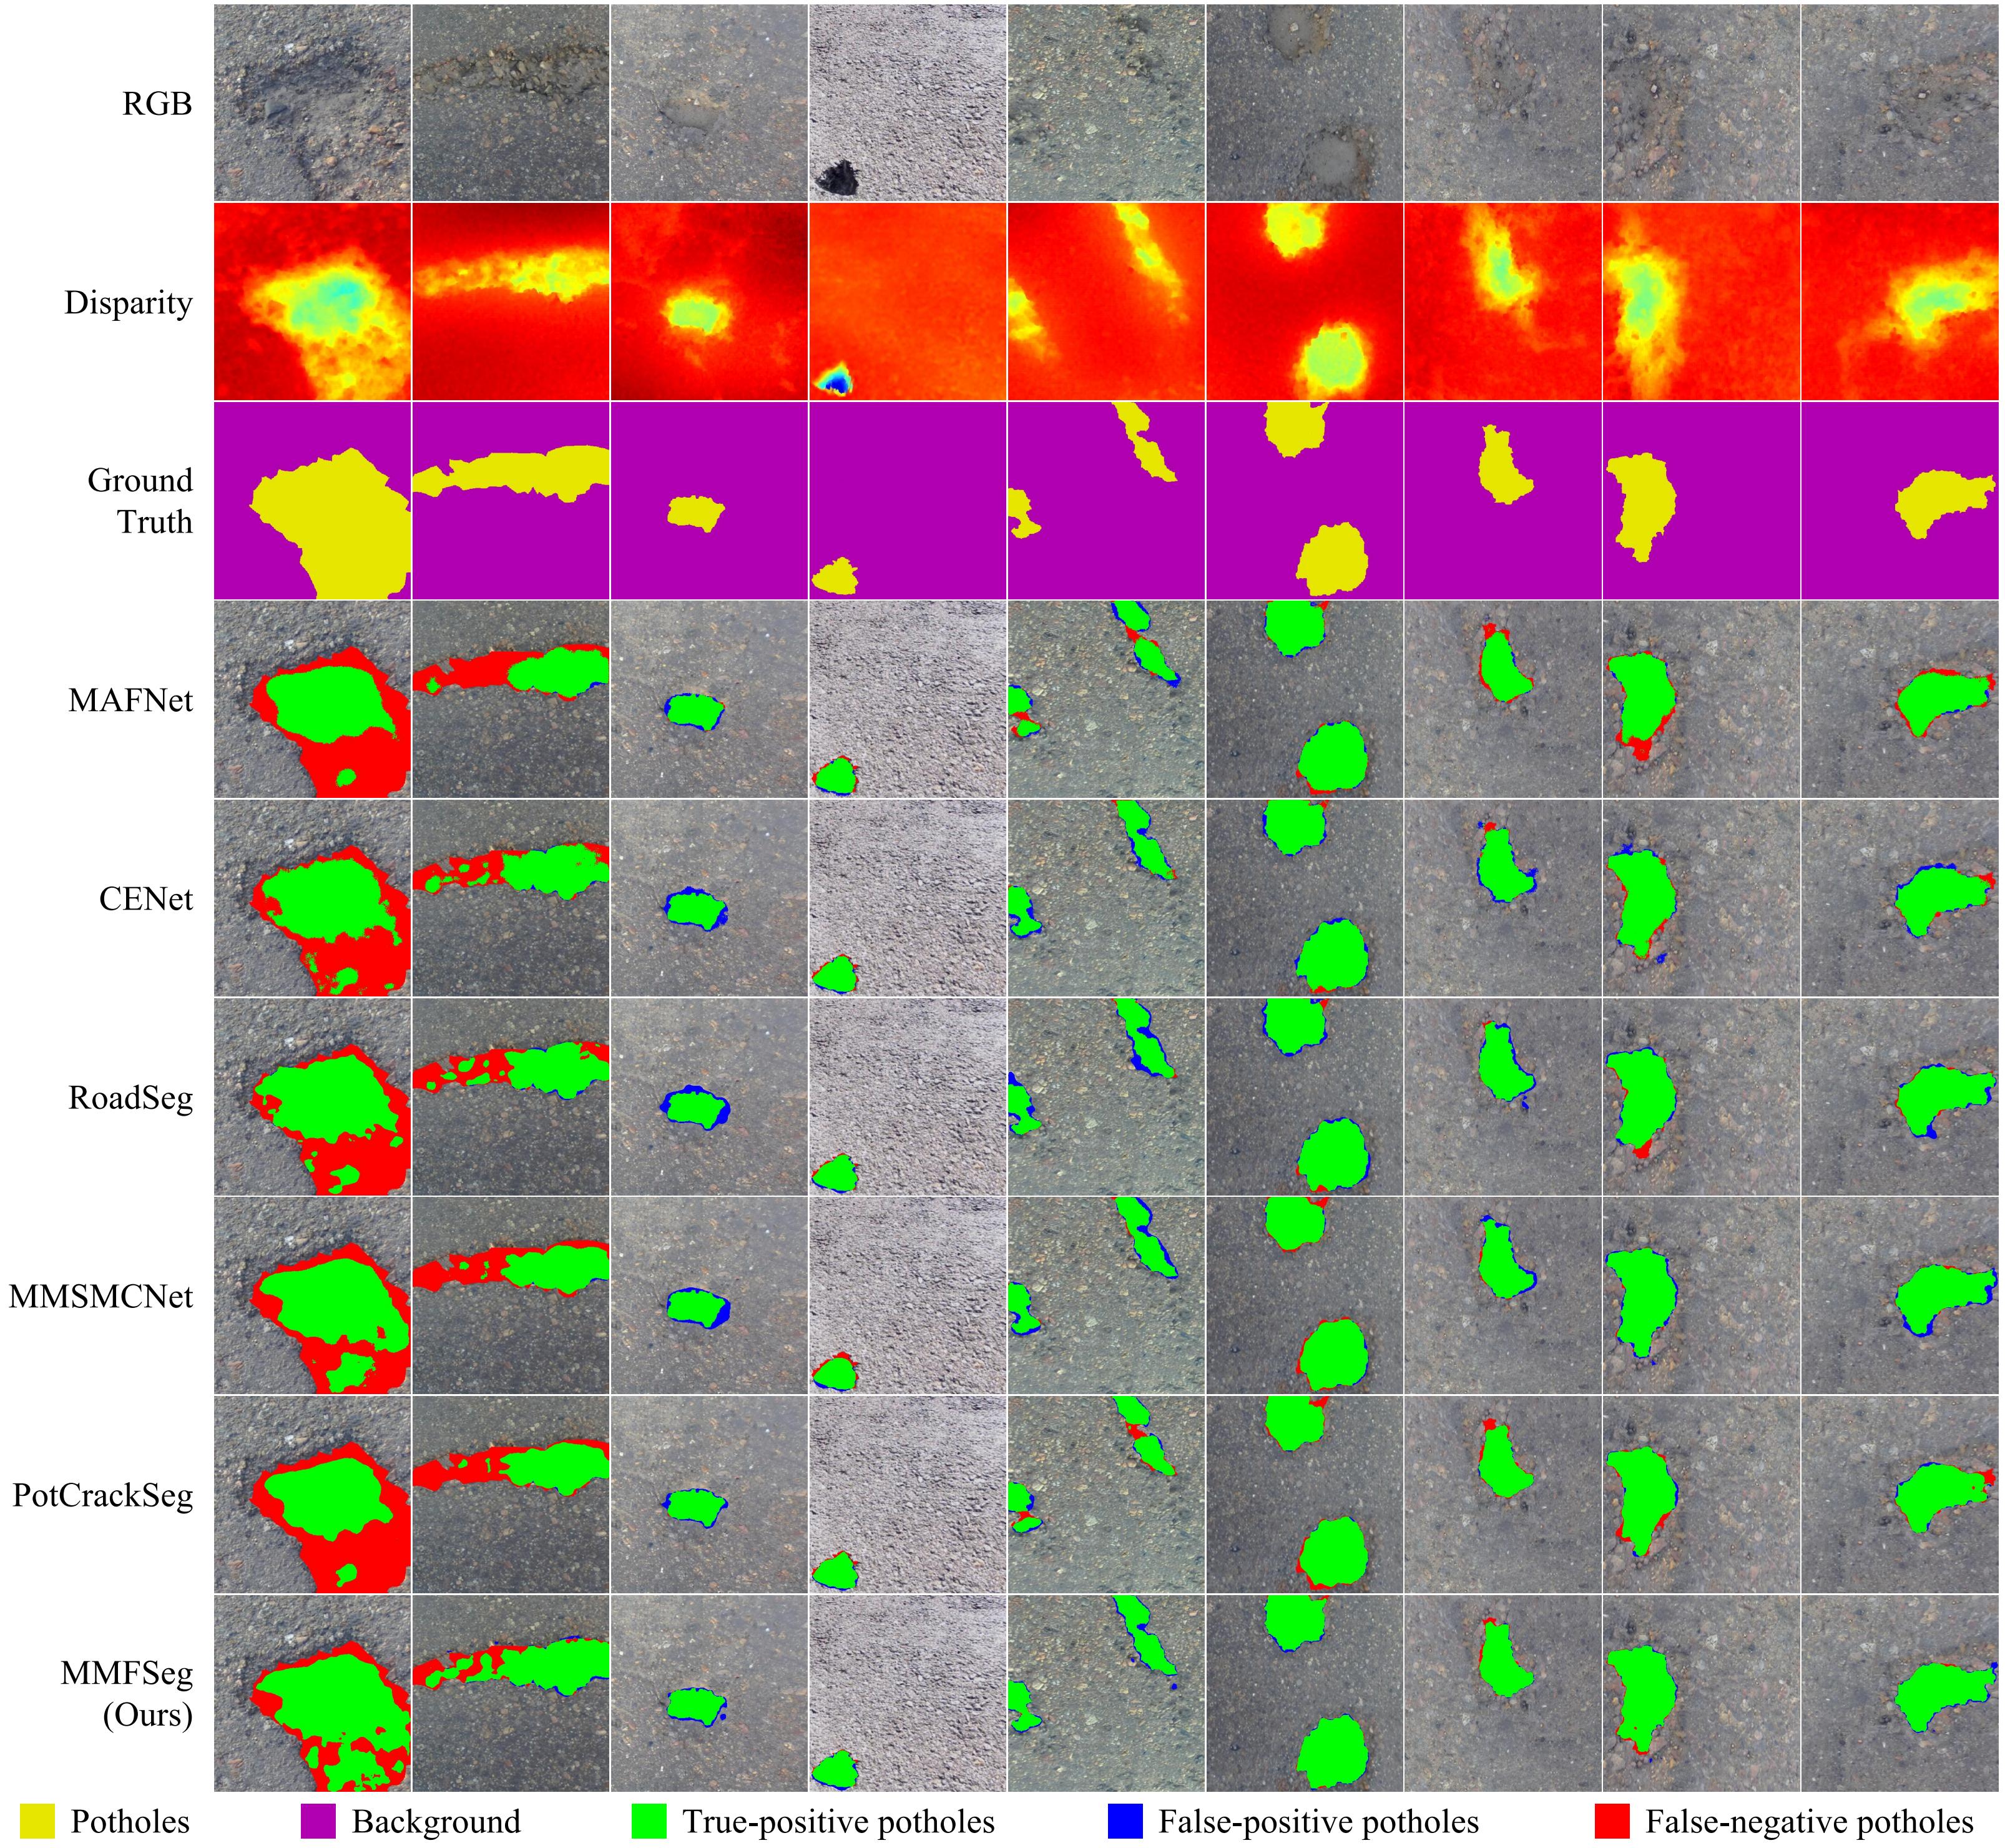 RGB
Disparity
Ground
Truth
MAFNet
CENet
RoadSeg
MMSMCNet
PotCrackSeg
MMFSeg
(Ours)
Potholes
Background
True-positive potholes
False-positive potholes
False-negative potholes